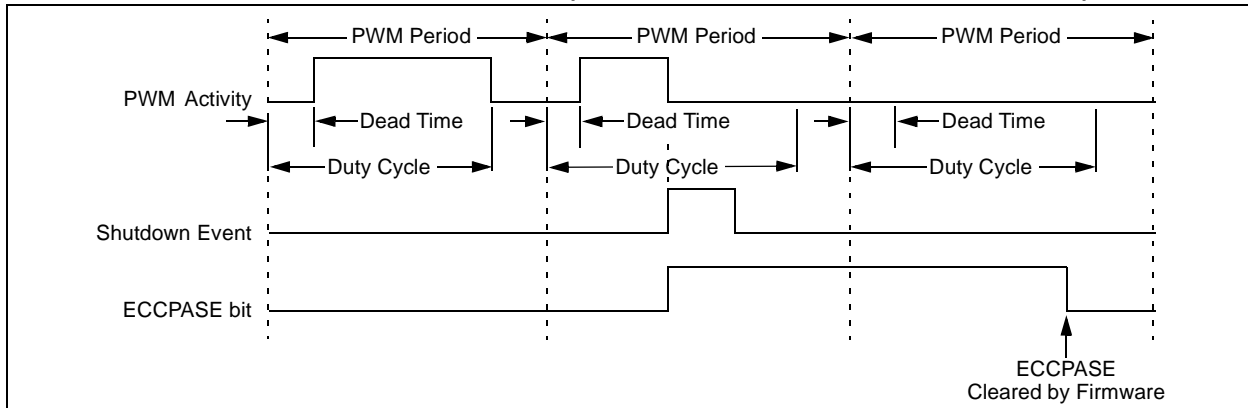 PWM Period PWM Period PWM Period
PWM Activity
Dead Time Dead Time Dead Time
Duty Cycle Duty Cycle Duty Cycle
Shutdown Event
ECCPASE bit
ECCPASE
Cleared by Firmware